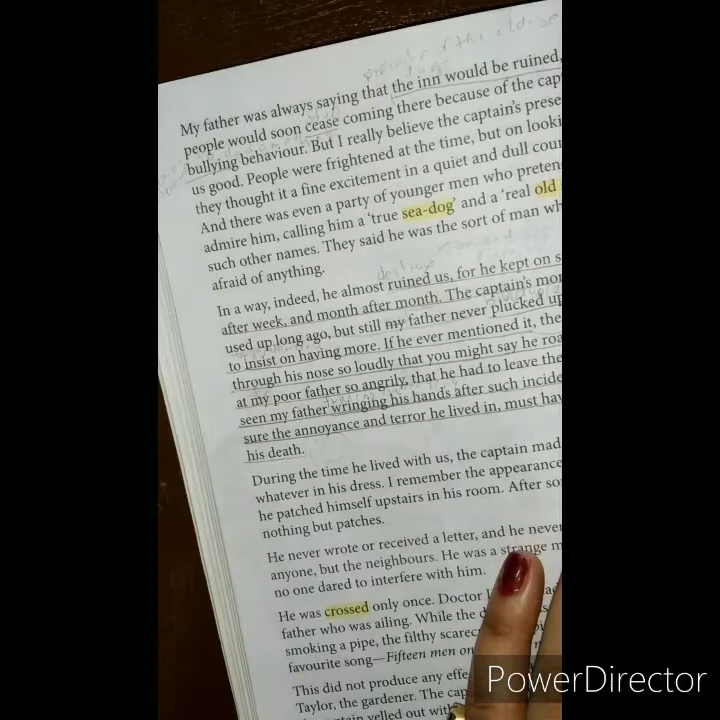 My father was always saying that the inn would be ruined,
people would soon cease coming there because of the cap
bullying behaviour. But I really believe the captain's prese
us good. People were frightened at the time, but on looki
they thought it a fine excitement in a quiet and dull cour
And there was even a party of younger men who preten
admire him, calling him a 'true sea-dog' and a 'real old
such other names. They said he was the sort of man wh
afraid of anything.
In a way, indeed, he almost ruined us, for he kept on s
after week, and month after month. The captain's mon
used up long ago, but still my father never plucked up
to insist on having more. If he ever mentioned it, the
through his nose so loudly that you might say he roa
at my poor father so angrily, that he had to leave the
seen my father wringing his hands after such incide
sure the annoyance and terror he lived in, must hav
his death.
During the time he lived with us, the captain mad
whatever in his dress. I remember the appearance
he patched himself upstairs in his room. After so
nothing but patches.
He never wrote or received a letter, and he never
anyone, but the neighbours. He was a strange m
no one dared to interfere with him.
He was crossed only once. Doctor
father who was ailing. While the d
smoking a pipe, the filthy scarec
favourite song—Fifteen men on
This did not produce any effe
Taylor, the gardener. The cap
yelled out with
PowerDirector